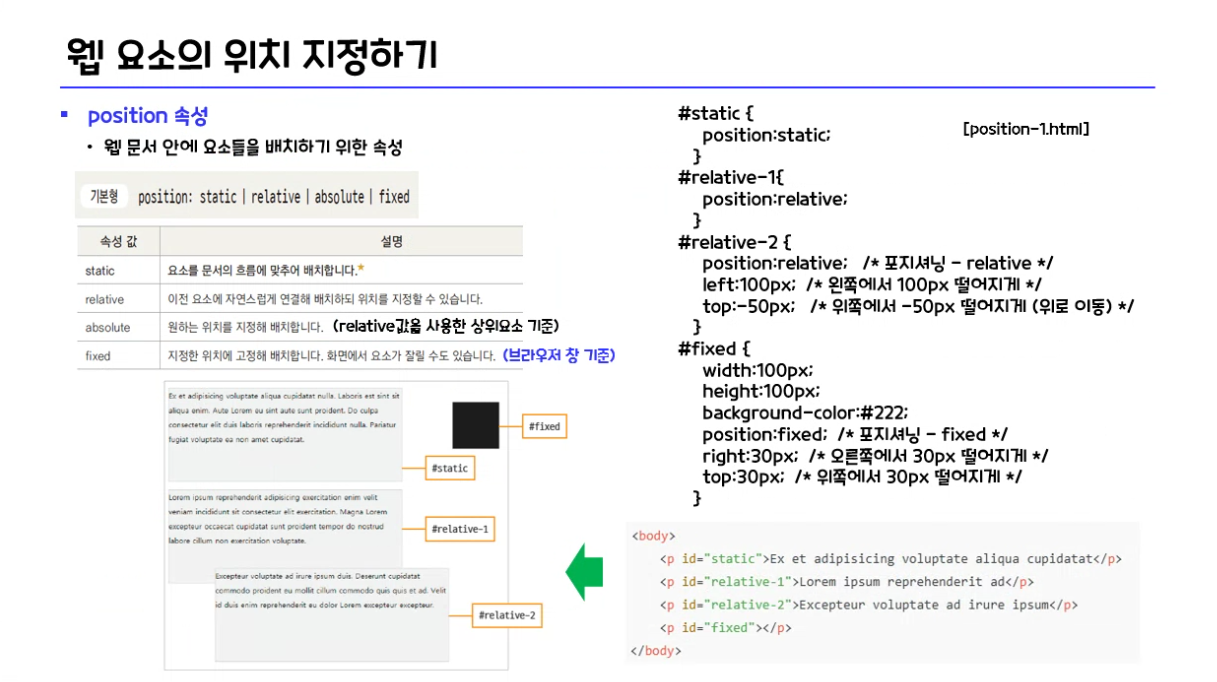 웹 요소의 위치 지정하기
▪ position 속성
• 웹 문서 안에 요소들을 배치하기 위한 속성
기본형 position: static | relative | absolute | fixed
속성 값 설명
static 요소를 문서의 흐름에 맞추어 배치합니다.*
relative 이전 요소에 자연스럽게 연결해 배치하되 위치를 지정할 수 있습니다.
absolute 원하는 위치를 지정해 배치합니다. (relative값을 사용한 상위요소 기준)
fixed 지정한 위치에 고정해 배치합니다. 화면에서 요소가 잘릴 수도 있습니다. (브라우저 창 기준)
Ex et adipisicing voluptate aliqua cupidatat nulla. Laboris est sint sit
aliqua enim. Aute Lorem eu sint aute sunt proident. Do culpa
consectetur elit duis laboris reprehenderit incididunt nulla. Pariatur
fugiat voluptate ea non amet cupidatat.
#fixed
#static
Lorem ipsum reprehenderit adipisicing exercitation enim velit
veniam incididunt sit consectetur elit exercitation. Magna Lorem
excepteur occaecat cupidatat sunt proident tempor do nostrud
labore cillum non exercitation voluptate.
#relative-1
Excepteur voluptate ad irure ipsum duis. Deserunt cupidatat
commodo proident eu mollit cillum commodo quis quis et ad. Velit
id duis enim reprehenderit eu dolor Lorem excepteur excepteur.
#relative-2
[position-1.html]
#static {
position:static;
}
#relative-1{
position:relative;
}
#relative-2 {
position:relative; /* 포지셔닝 - relative */
left:100px; /* 왼쪽에서 100px 떨어지게 */
top:-50px; /* 위쪽에서 -50px 떨어지게 (위로 이동) */
}
#fixed {
width:100px;
height:100px;
background-color:#222;
position:fixed; /* 포지셔닝 - fixed */
right:30px; /* 오른쪽에서 30px 떨어지게 */
top:30px; /* 위쪽에서 30px 떨어지게 */
}
<body>
<p id="static">Ex et adipisicing voluptate aliqua cupidatat</p>
<p id="relative-1">Lorem ipsum reprehenderit ad</p>
<p id="relative-2">Excepteur voluptate ad irure ipsum</p>
<p id="fixed"></p>
</body>